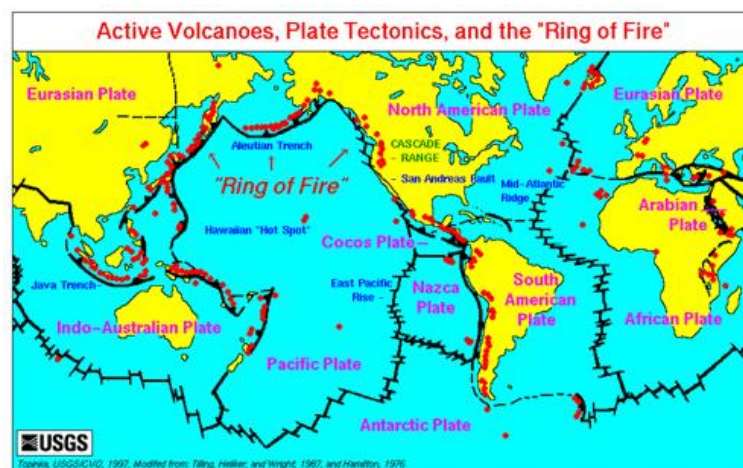 Active Volcanoes, Plate Tectonics, and the "Ring of Fire"
Eurasian Plate
North American Plate
Eurasian Plate
Aleutian Trench
CASCADE
RANGE
"Ring of Fire"
San Andreas Fault
Mid-Atlantic
Ridge
Arabian
Plate
Hawaiian "Hot Spot"
Cocos Plate
Java Trench
East Pacific
Rise
Nazca
Plate
South
American
Plate
Indo-Australian Plate
African Plate
Pacific Plate
Antarctic Plate
USGS
Topinka, USGS/CVO, 1997, Modified from: Tilling, Heliker, and Wright, 1987, and Hamilton, 1976